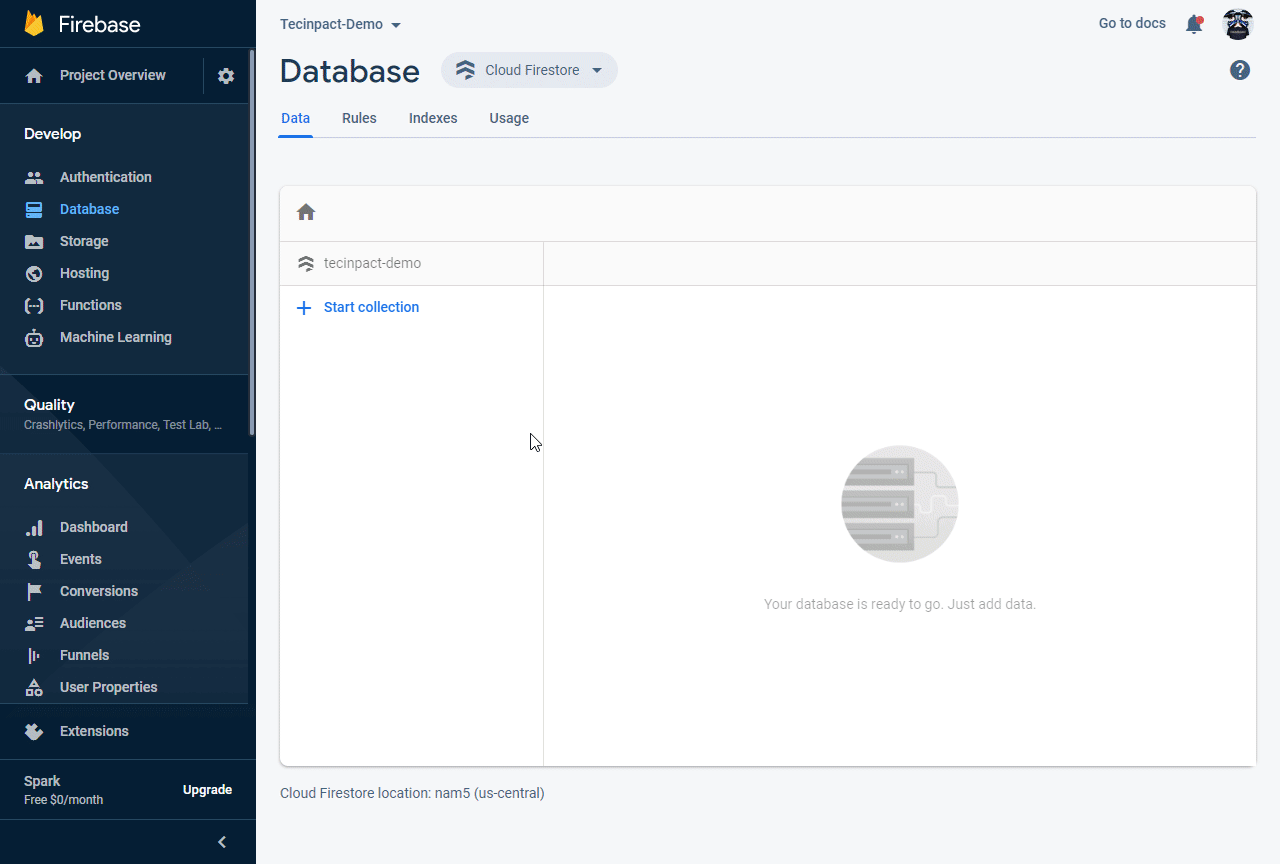 Firebase
Project Overview
Develop
Authentication
Database
Storage
Hosting
Functions
Machine Learning
Quality
Crashlytics, Performance, Test Lab, ...
Analytics
Dashboard
Events
Conversions
Audiences
Funnels
User Properties
Extensions
Spark
Free $0/month
Upgrade
Tecinpact-Demo
Go to docs
Database
Cloud Firestore
?
Data
Rules
Indexes
Usage
tecinpact-demo
Start collection
Your database is ready to go. Just add data.
Cloud Firestore location: nam5 (us-central)